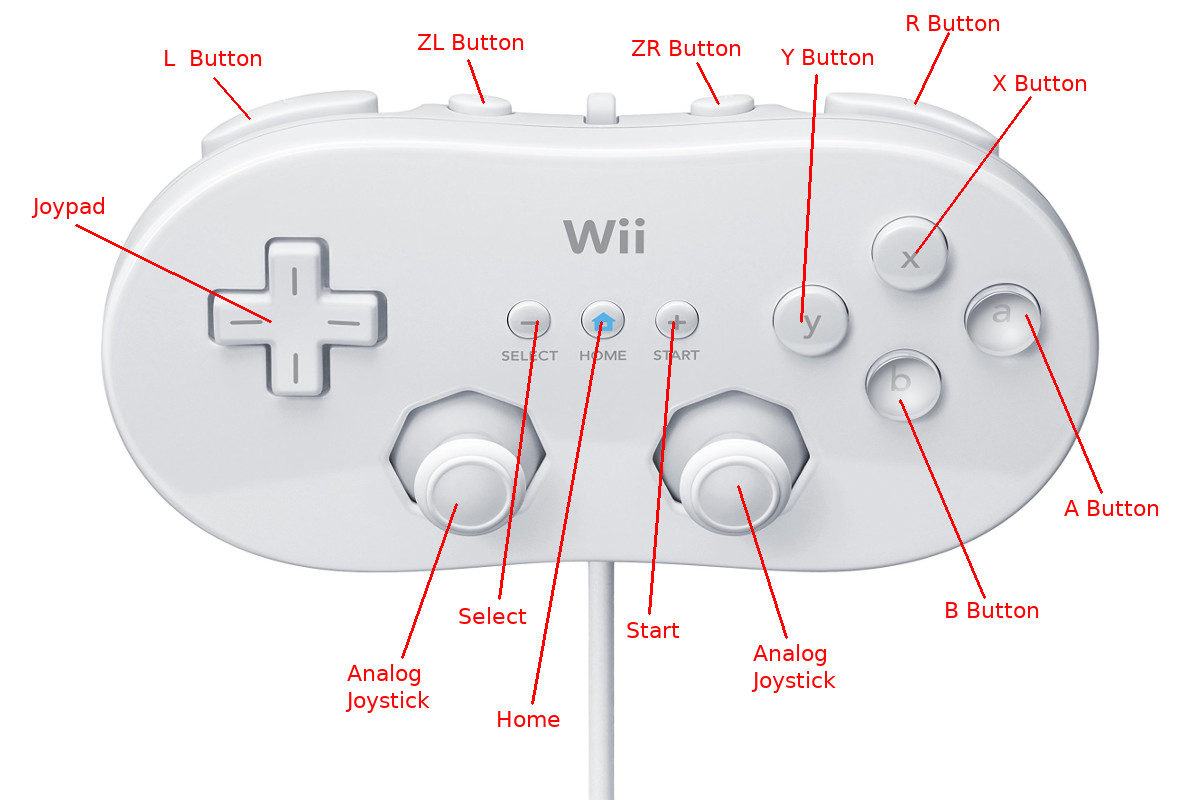 R Button
ZL Button
ZR Button
L  Button
Y Button
X Button
Joypad
Wii
x
a
y
SELECT
HOME
START
b
A Button
B Button
Select
Start
Analog
Joystick
Analog
Joystick
Home